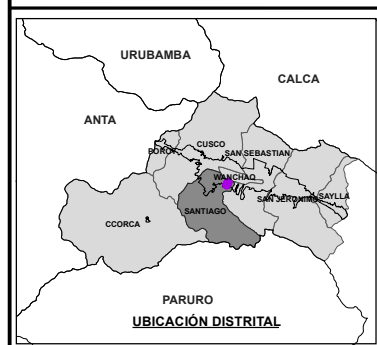 URUBAMBA
CALCA
ANTA
CUSCO
POROY
SAN SEBASTIAN
WANCHAQ
SAYLLA
SAN JERONIMO
SANTIAGO
CCORCA
PARURO
UBICACIÓN DISTRITAL